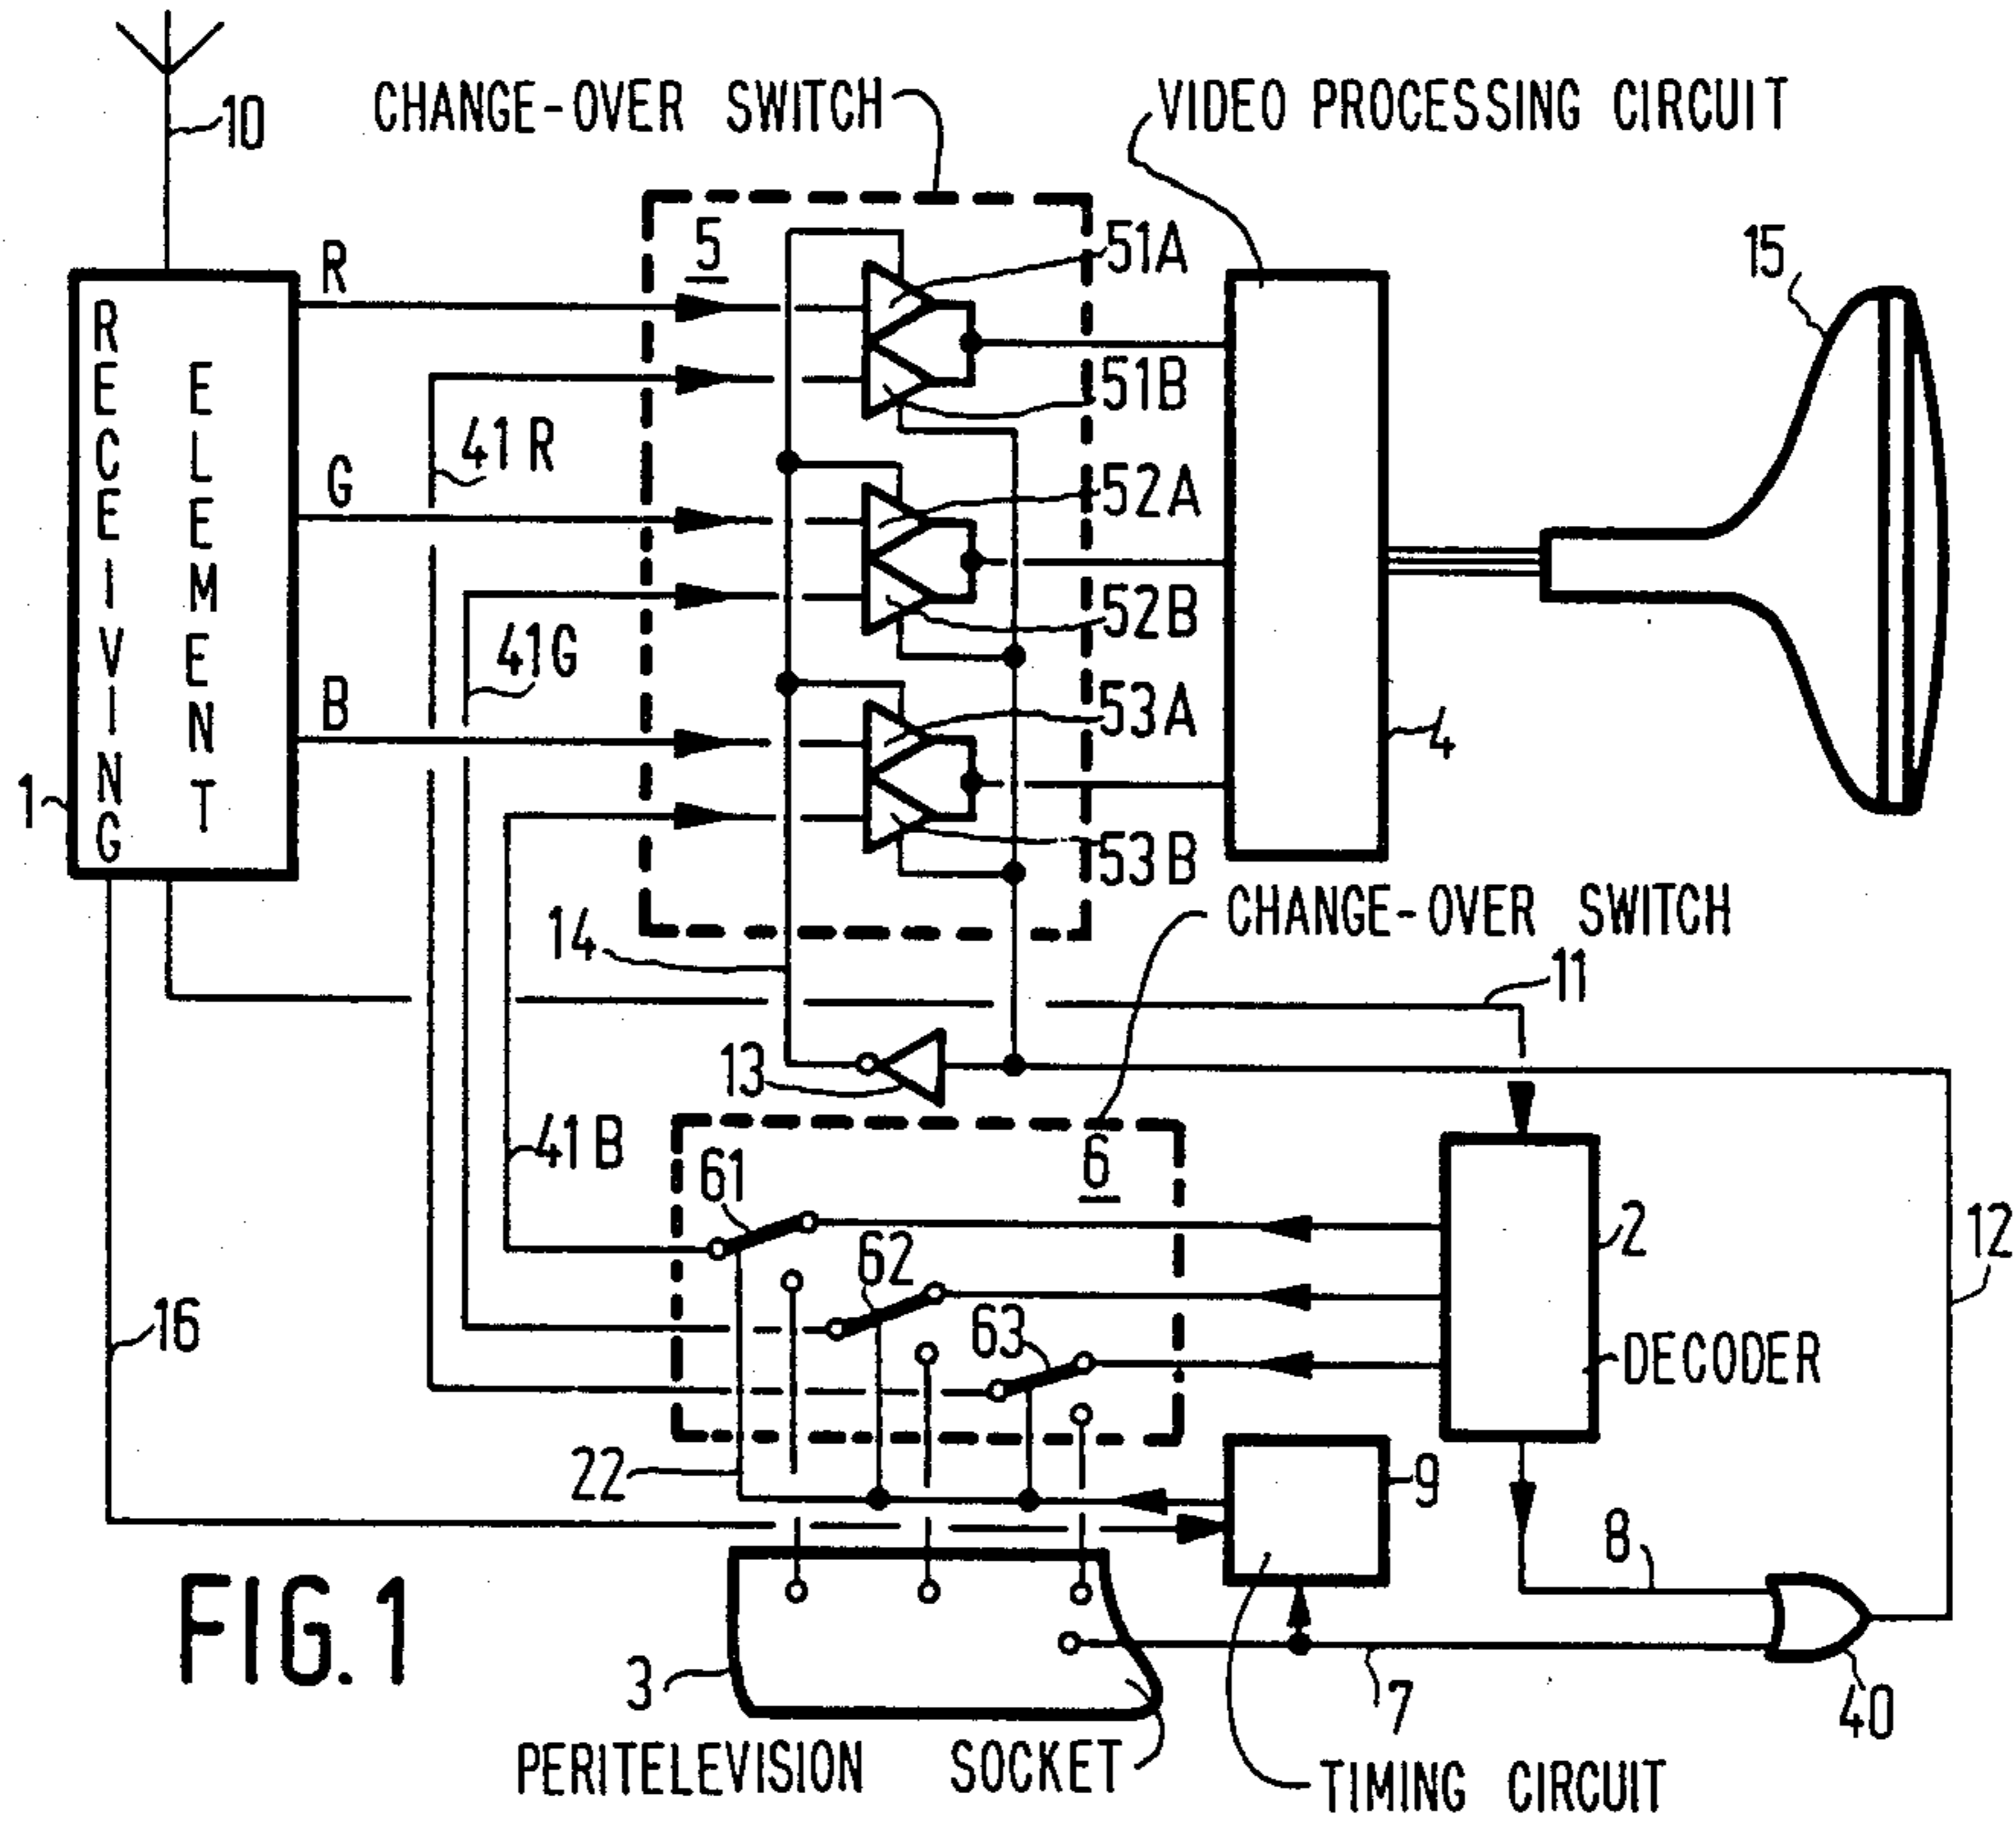 CHANGE-OVER SWITCH
VIDEO PROCESSING CIRCUIT
10
R
5
51A
15
RECEIVING
ELEMENT
51B
41R
G
52A
52B
41G
B
53A
4
1
53B
CHANGE-OVER SWITCH
14
11
13
41B
61
6
2
12
62
16
63
DECODER
22
9
8
FIG.1
3
7
40
PERITELEVISION SOCKET
TIMING CIRCUIT